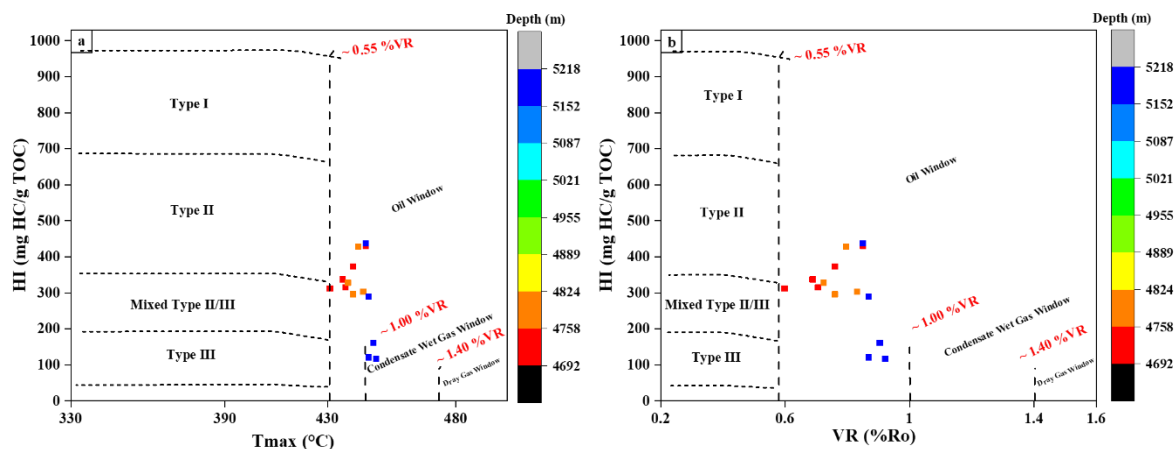 Depth (m)
a
~ 0.55 %VR
1000
900
800
700
600
500
400
300
200
100
0
HI (mg HC/g TOC)
Type I
Type II
Mixed Type II/III
Type III
Oil Window
~ 1.00 %VR
Condensate Wet Gas Window
~ 1.40 %VR
Dray Gas Window
330
390
430
480
Tmax (°C)
5218
5152
5087
5021
4955
4889
4824
4758
4692
Depth (m)
b
~ 0.55 %VR
1000
900
800
700
600
500
400
300
200
100
0
HI (mg HC/g TOC)
Type I
Type II
Mixed Type II/III
Type III
Oil Window
~ 1.00 %VR
Condensate Wet Gas Window
~ 1.40 %VR
Dray Gas Window
0.2
0.6
1
1.4
1.6
VR (%Ro)
5218
5152
5087
5021
4955
4889
4824
4758
4692